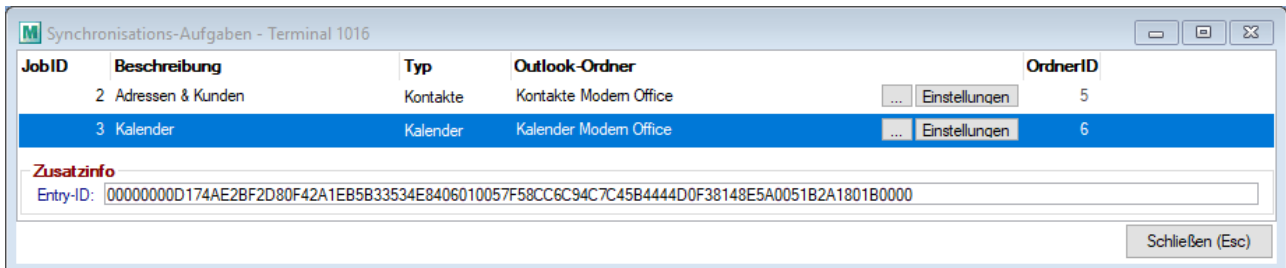 M Synchronisations-Aufgaben - Terminal 1016
JobID Beschreibung Typ Outlook-Ordner OrdnerID
2 Adressen & Kunden Kontakte Kontakte Modern Office ... Einstellungen 5
3 Kalender Kalender Kalender Modern Office ... Einstellungen 6
Zusatzinfo
Entry-ID: 00000000D174AE2BF2D80F42A1EB5B33534E8406010057F58CC6C94C7C45B4444D0F38148E5A0051B2A1801B0000
Schließen (Esc)